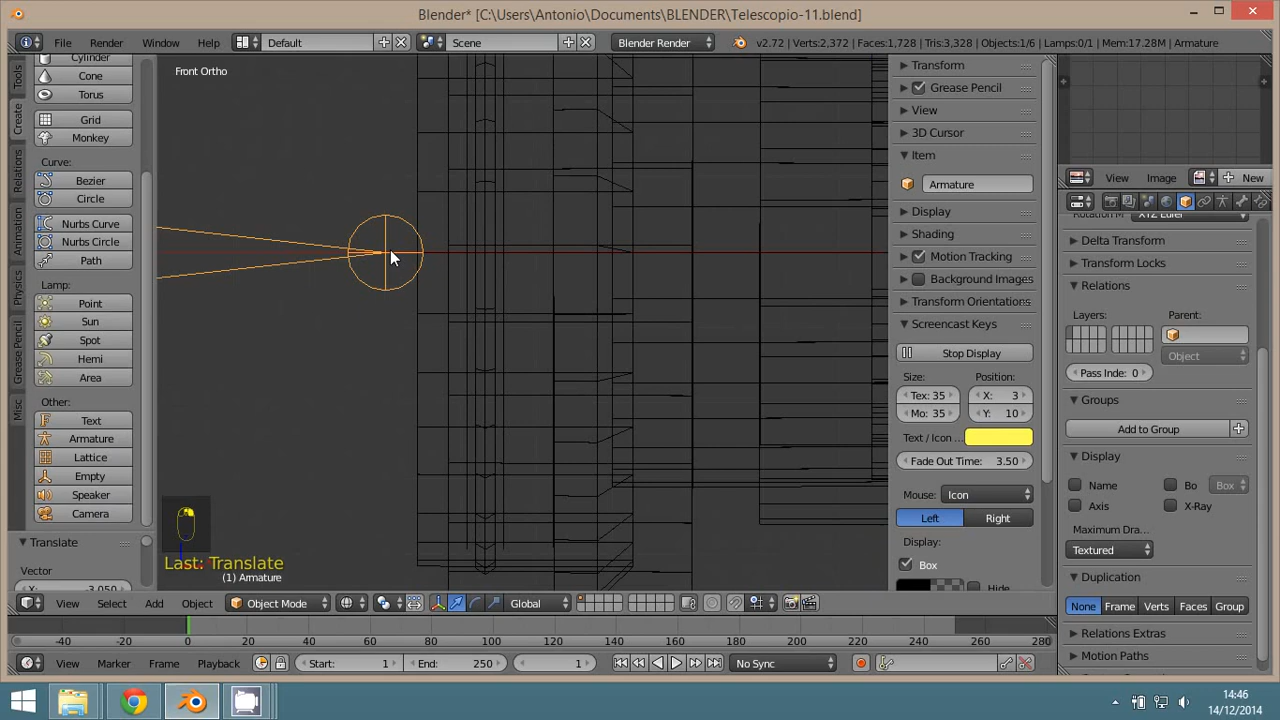 Blender* [C:\Users\Antonio\Documents\BLENDER\Telescopio-11.blend]
File Render Window Help Default Scene Blender Render v2.72 | Verts:2,372 | Faces:1,728 | Tris:3,328 | Objects:1/6 | Lamps:0/1 | Mem:17.28M | Armature
Front Ortho
Tools
Create
Relations
Animation
Physics
Grease Pencil
Misc
Cylinder
Cone
Torus
Grid
Monkey
Curve:
Bezier
Circle
Nurbs Curve
Nurbs Circle
Path
Lamp:
Point
Sun
Spot
Hemi
Area
Other:
Text
Armature
Lattice
Empty
Speaker
Camera
Translate
Vector
X: -3.050
Last: Translate
(1) Armature
Transform
Grease Pencil
View
3D Cursor
Item
Armature
Display
Shading
Motion Tracking
Background Images
Transform Orientations
Screencast Keys
Stop Display
Size: Position:
Tex: 35 X: 3
Mo: 35 Y: 10
Text / Icon ...
Fade Out Time: 3.50
Mouse: Icon
Left Right
Display:
Box
Hide
View Image New
XYZ Euler
Delta Transform
Transform Locks
Relations
Layers: Parent:
Object
Pass Inde: 0
Groups
Add to Group
Display
Name Bo Box
Axis X-Ray
Maximum Dra...
Textured
Duplication
None Frame Verts Faces Group
Relations Extras
Motion Paths
View Select Add Object Object Mode Global
-40 -20 0 20 40 60 80 100 120 140 160 180 200 220 240 260 280
View Marker Frame Playback Start: 1 End: 250 1 No Sync
14:46
14/12/2014